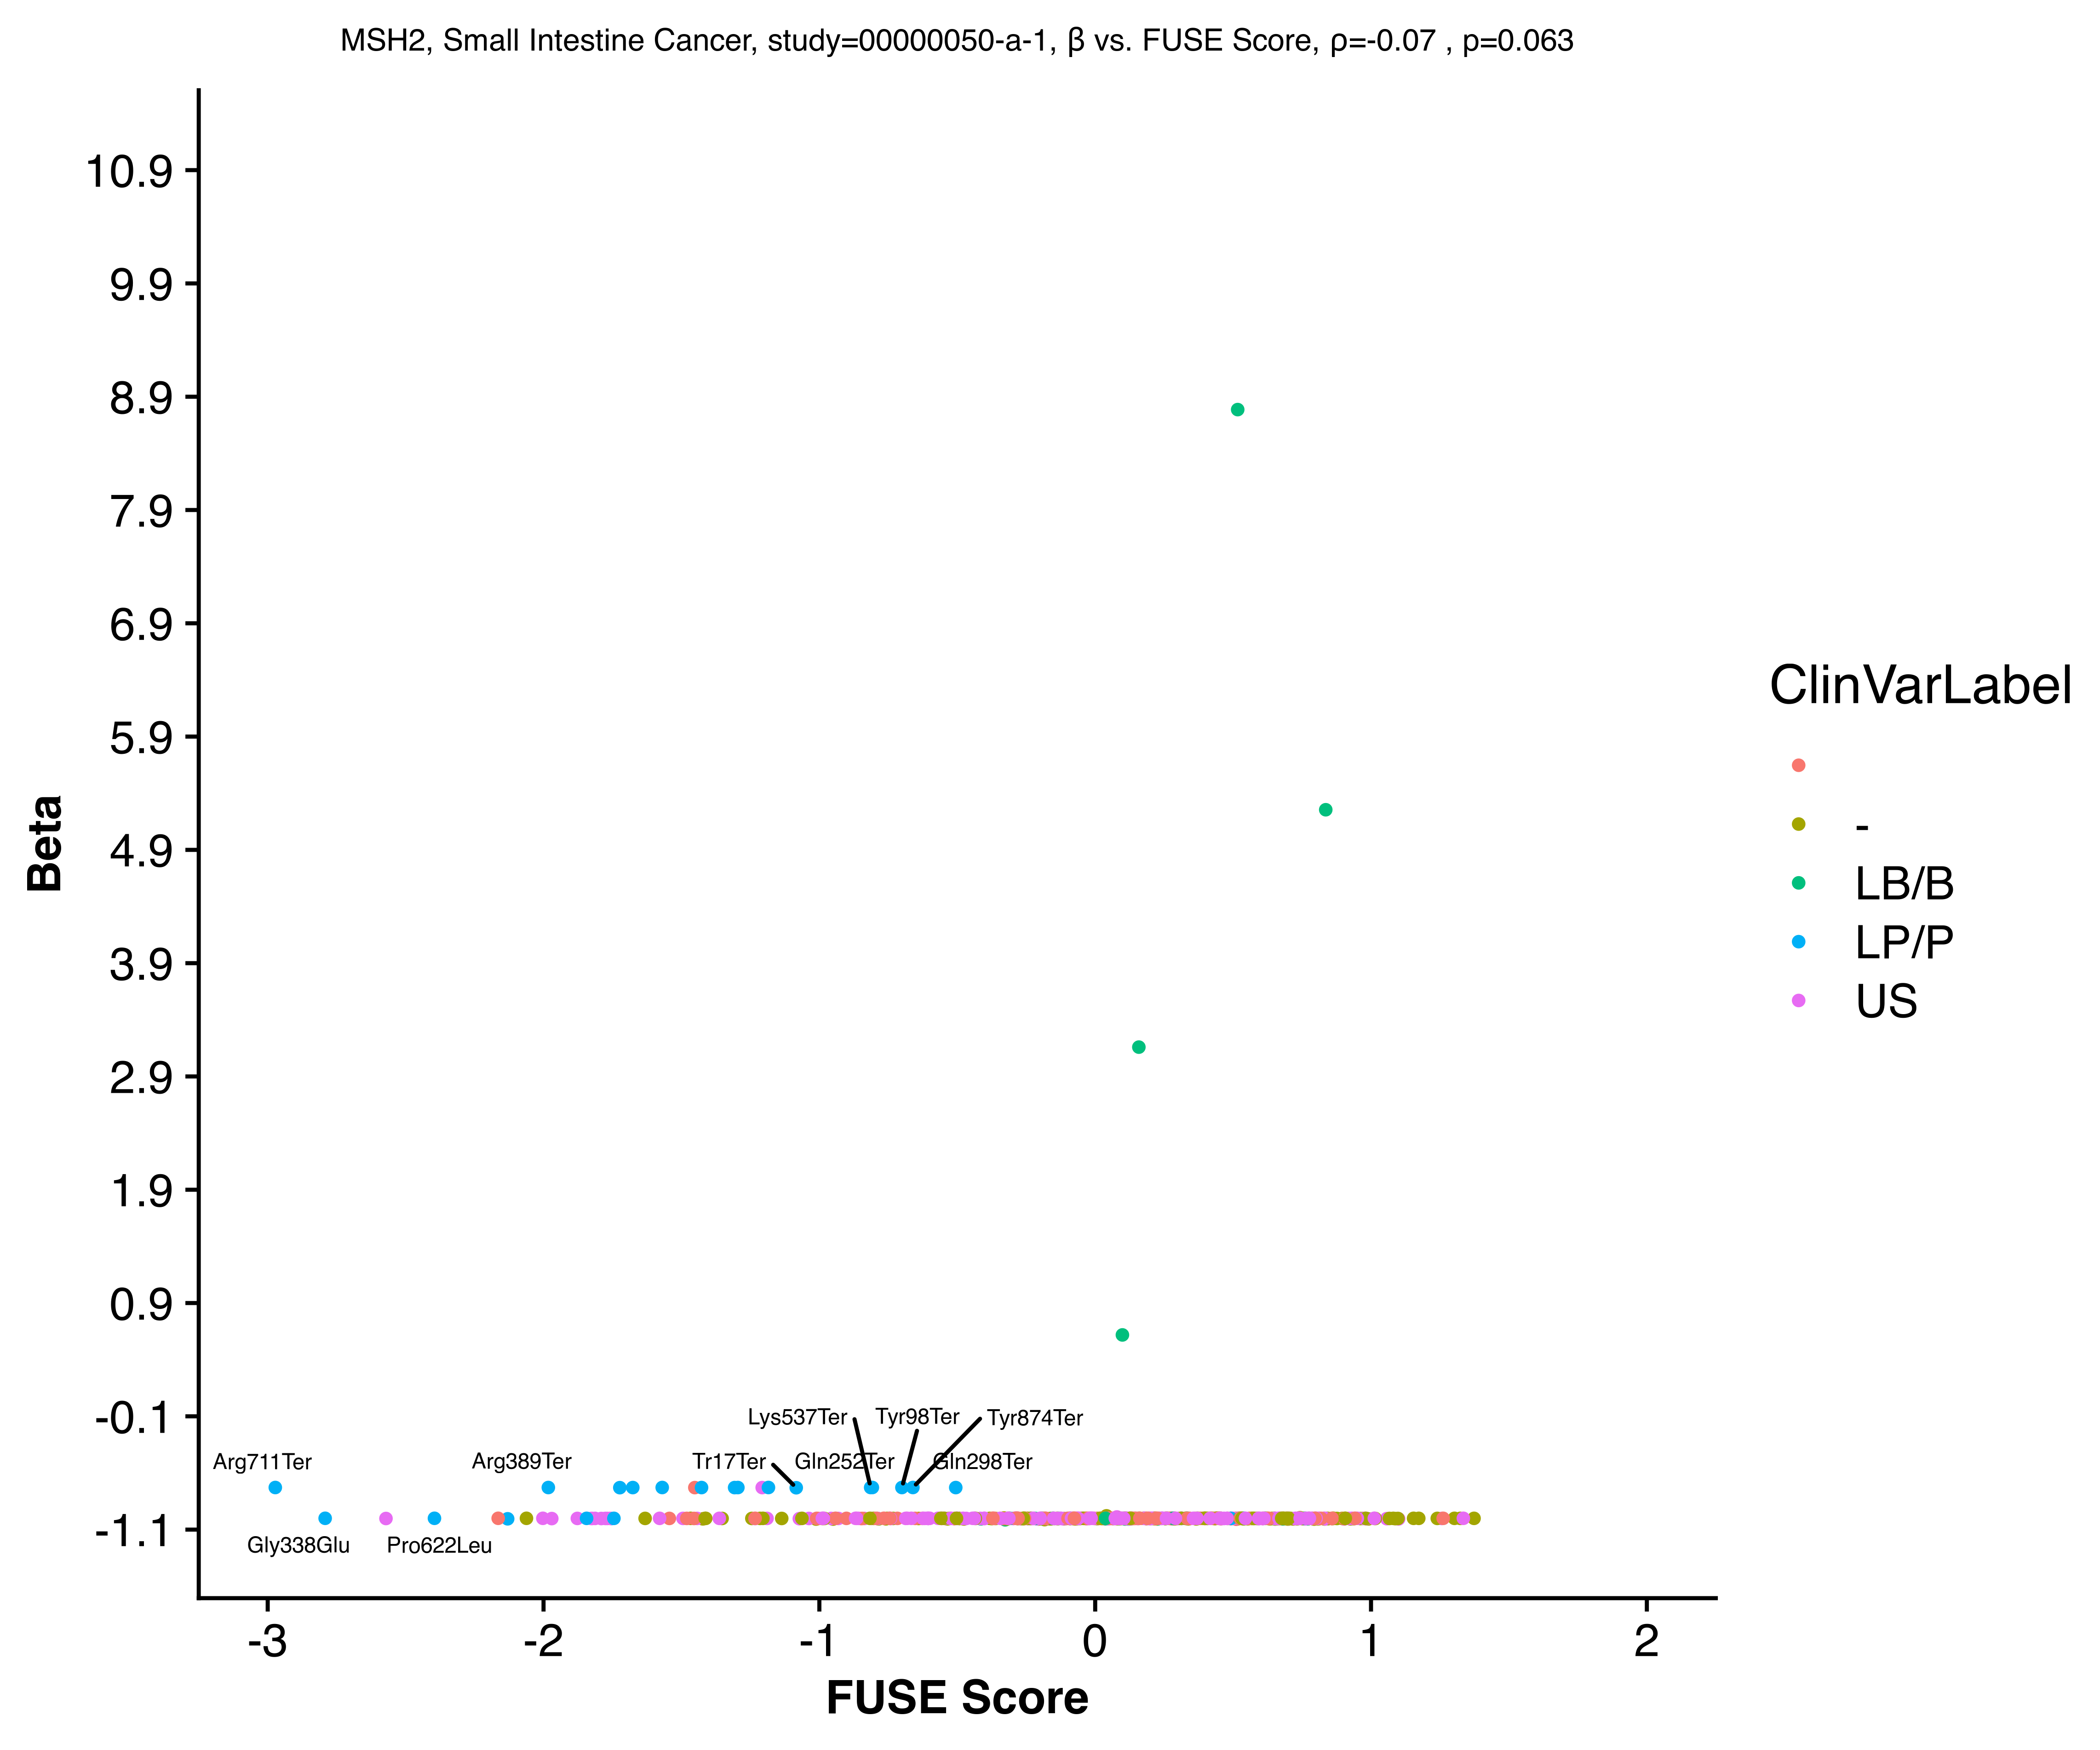 MSH2, Small Intestine Cancer, study=00000050-a-1, β vs. FUSE Score, ρ=-0.07 , p=0.063
10.9
9.9
8.9
7.9
6.9
5.9
4.9
3.9
2.9
1.9
0.9
-0.1
-1.1
Beta
Lys537Ter
Tyr98Ter
Tyr874Ter
Arg711Ter
Arg389Ter
Tr17Ter
Gln252Ter
Gln298Ter
Gly338Glu
Pro622Leu
-3
-2
-1
0
1
2
FUSE Score
ClinVarLabel
-
LB/B
LP/P
US